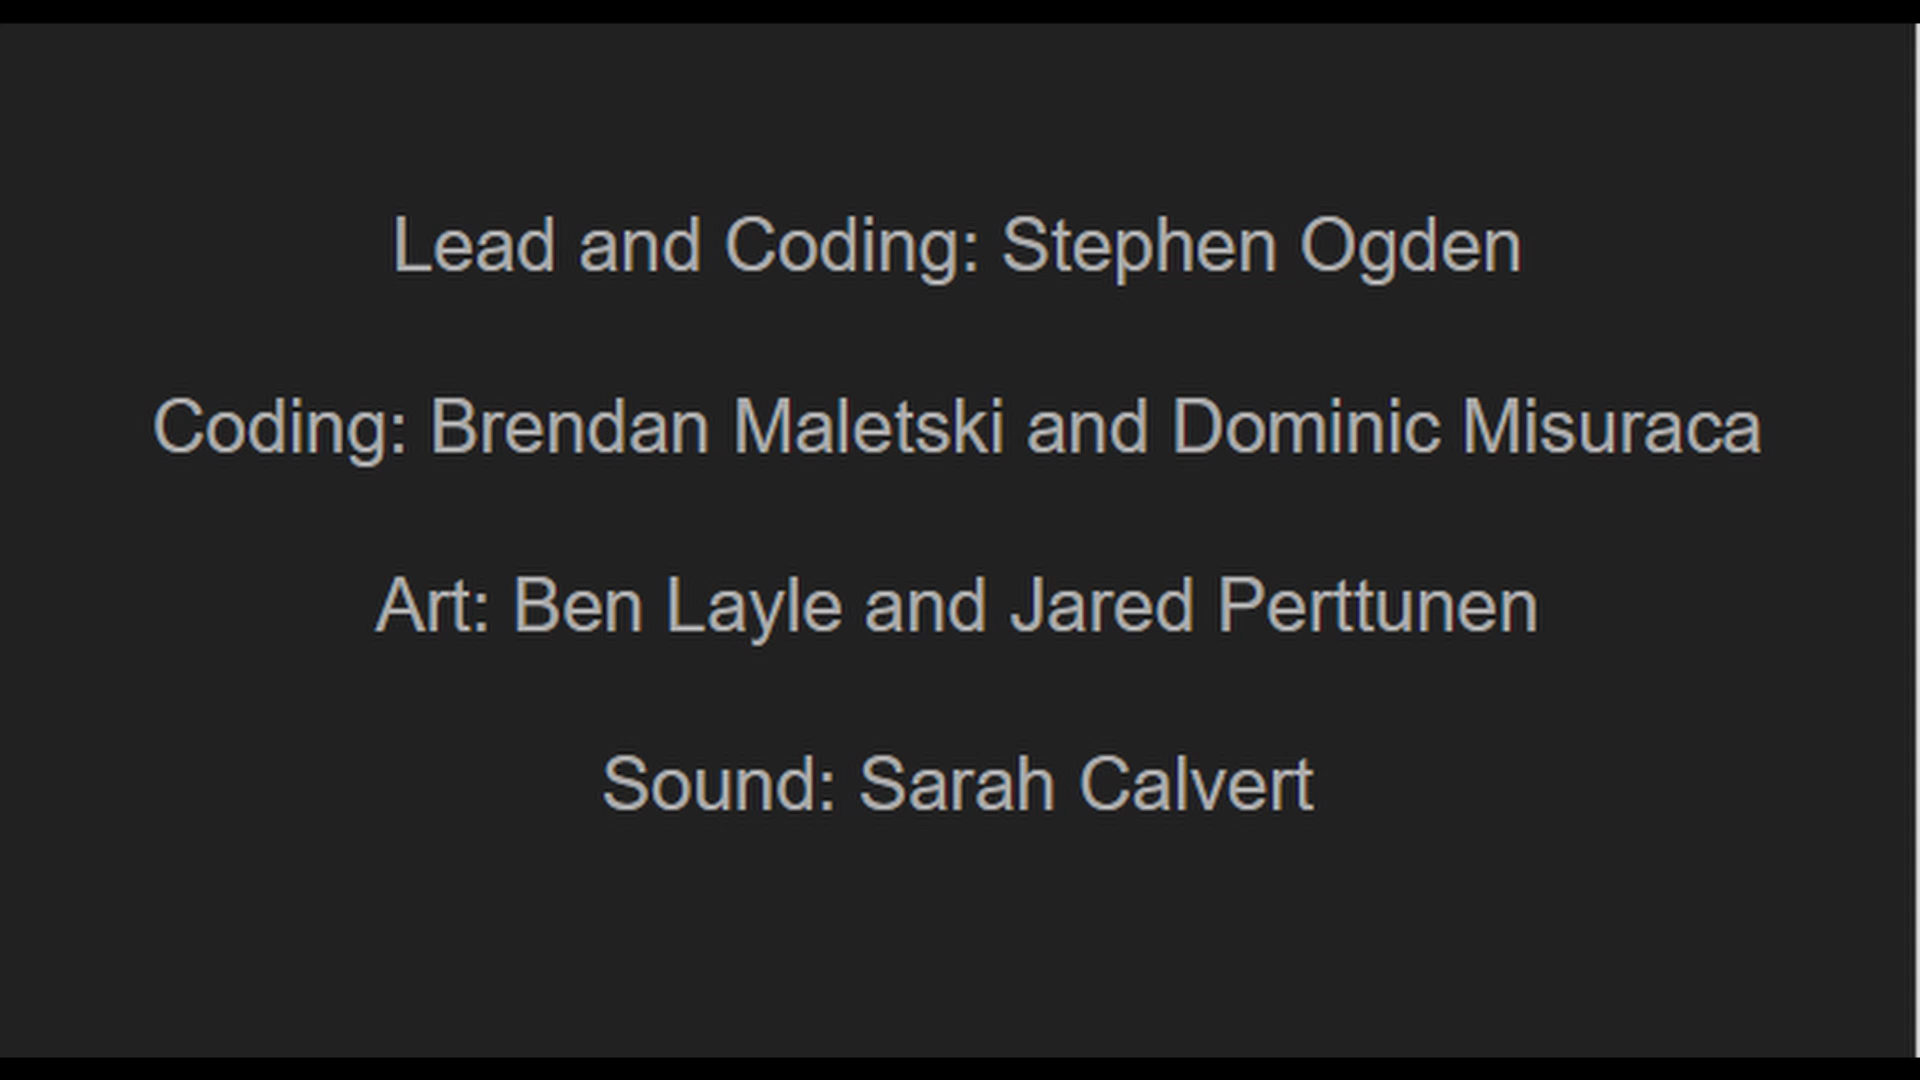 Lead and Coding: Stephen Ogden
Coding: Brendan Maletski and Dominic Misuraca
Art: Ben Layle and Jared Perttunen
Sound: Sarah Calvert